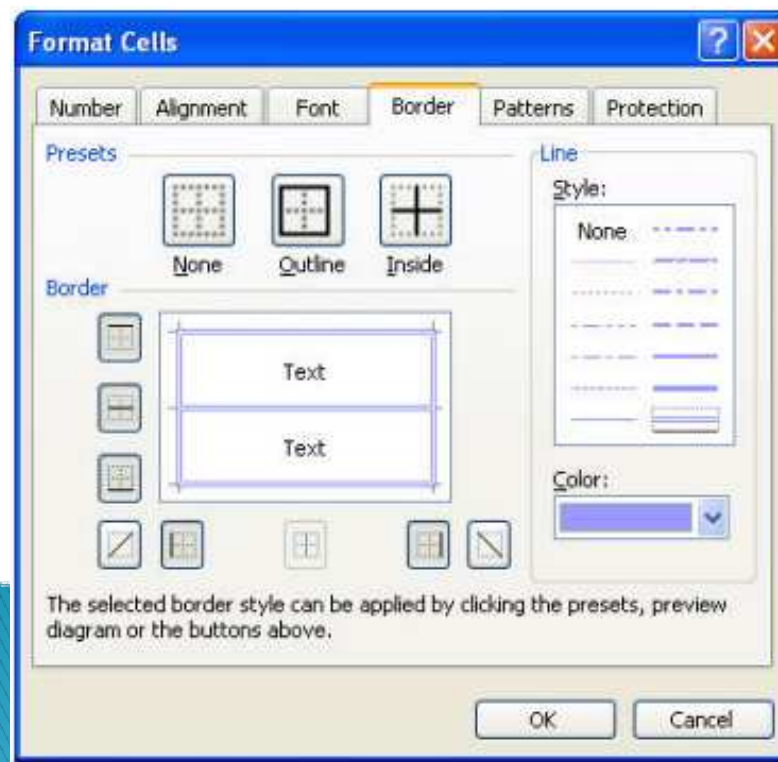 Format Cells
Number Alignment Font Border Patterns Protection
Presets
None Outline Inside
Border
Text
Text
Line
Style:
None
Color:
The selected border style can be applied by clicking the presets, preview
diagram or the buttons above.
OK Cancel